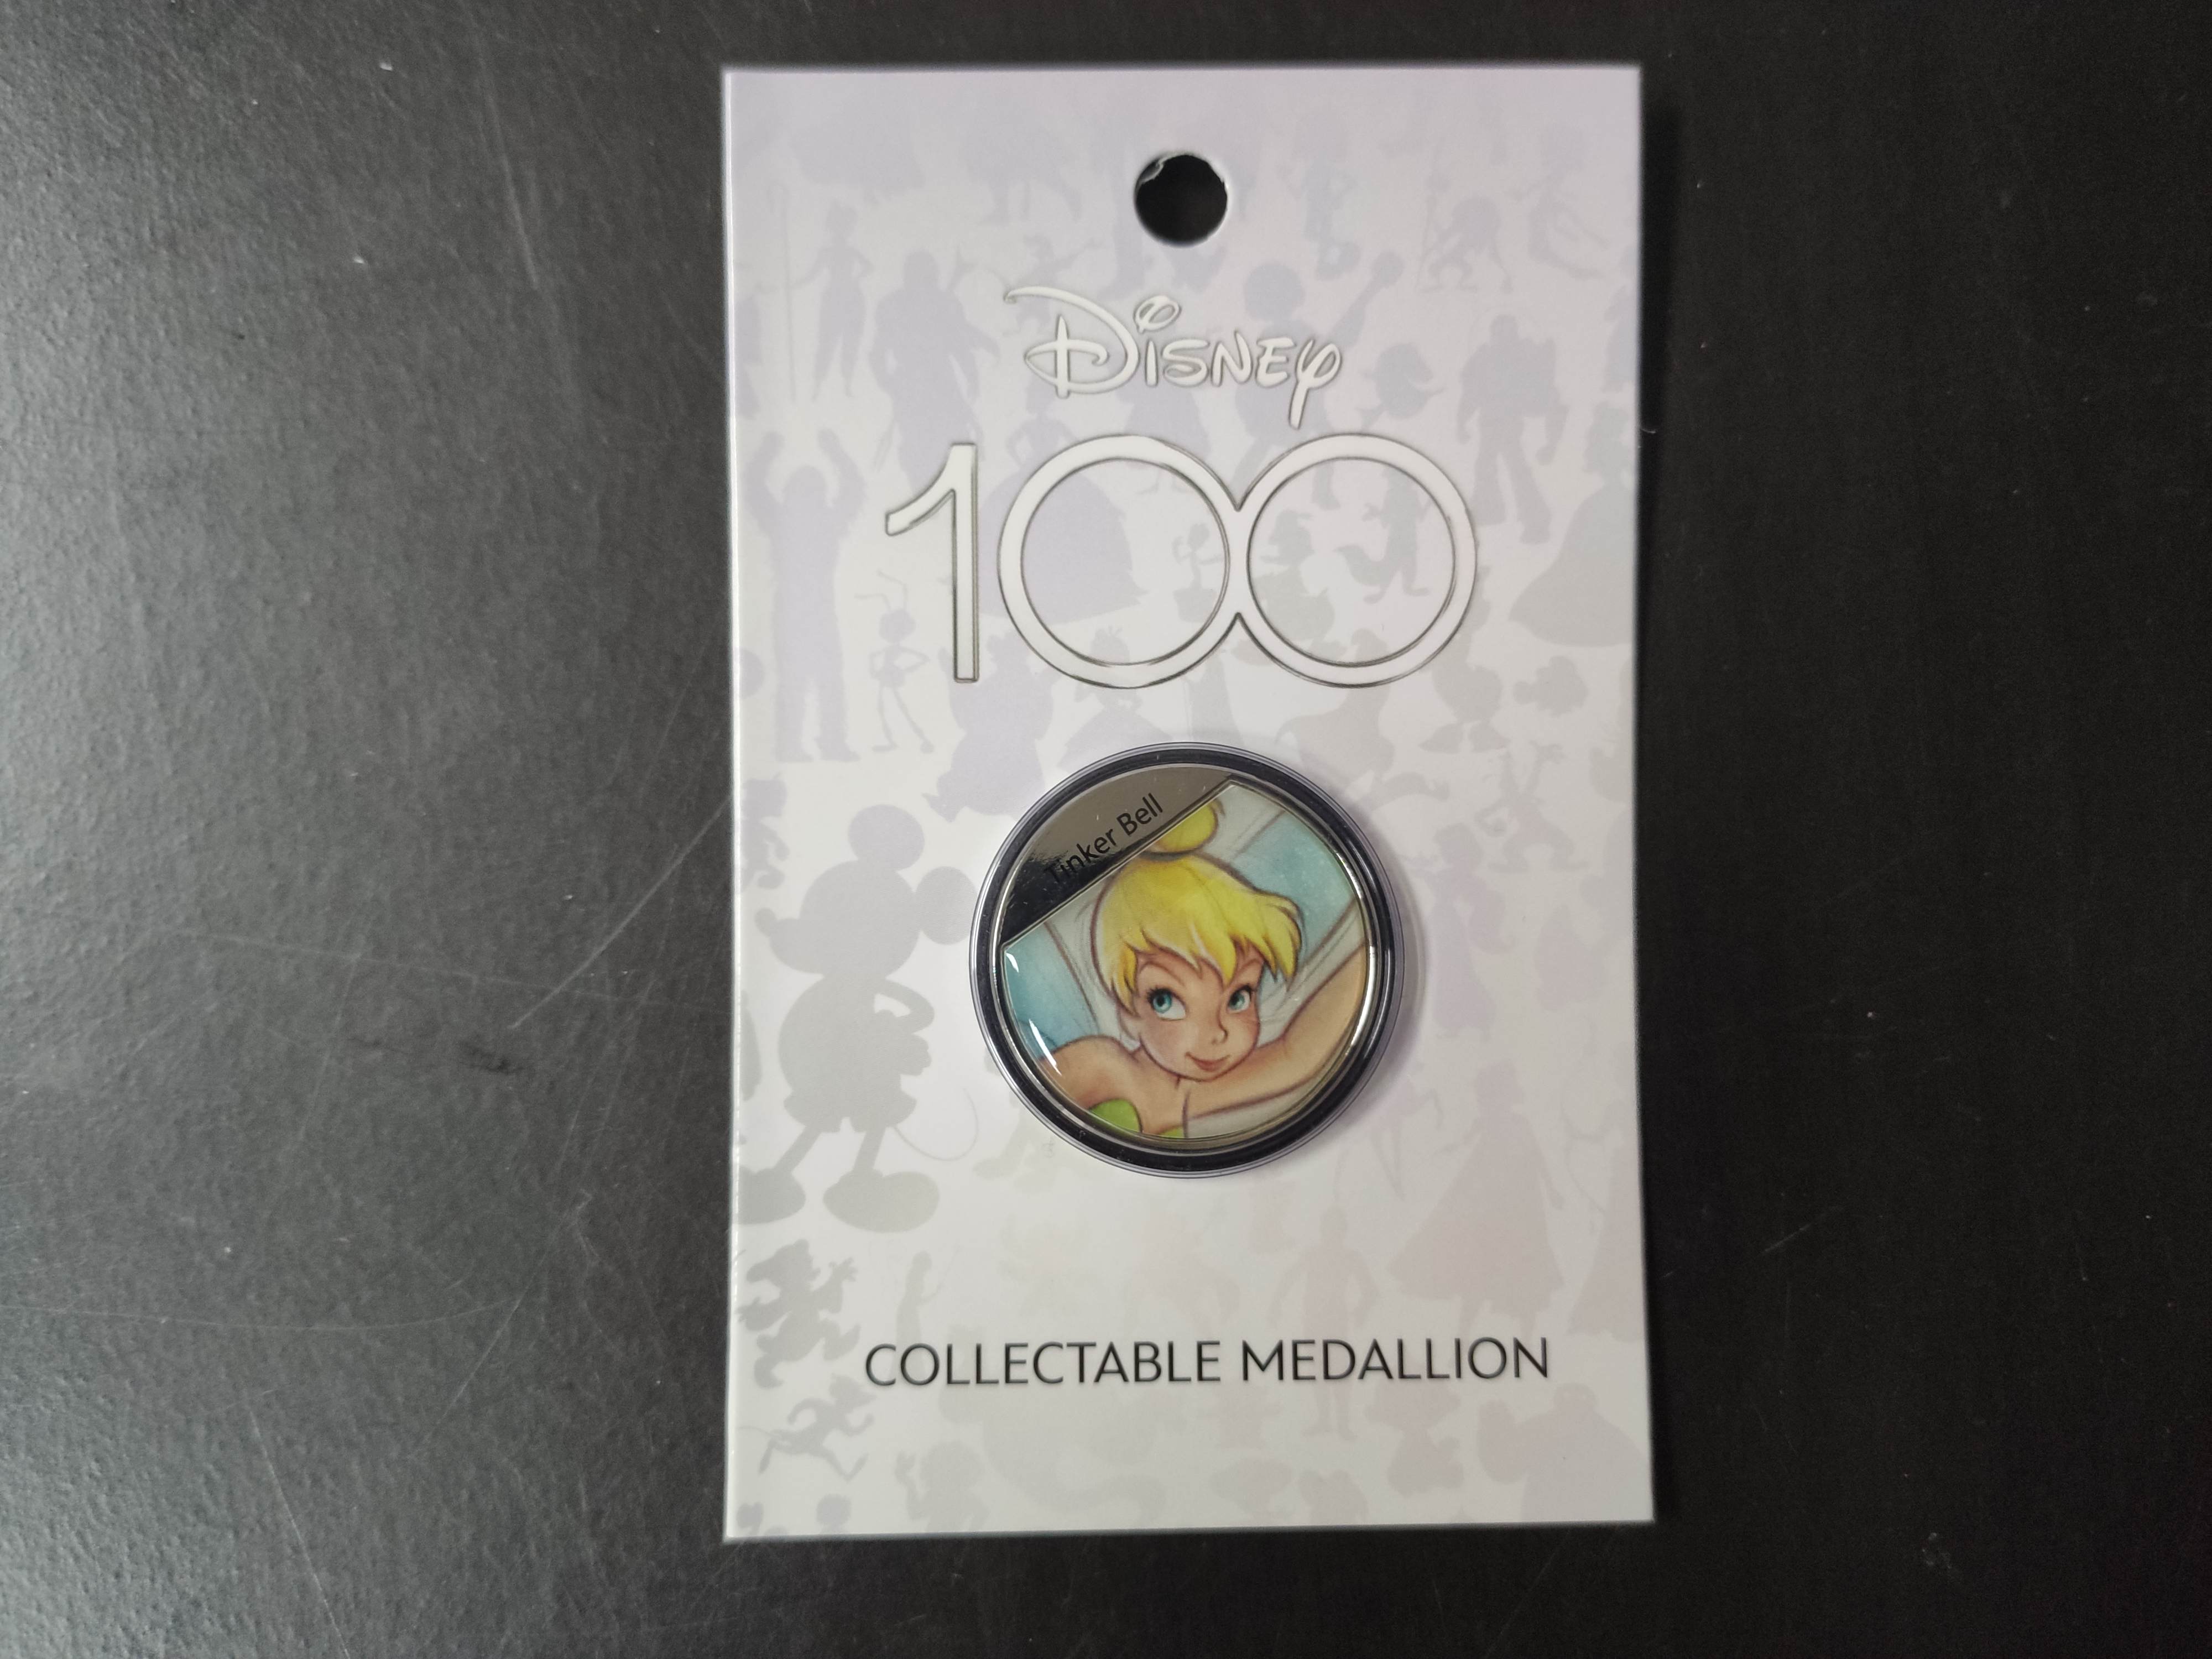 Disney
100
Tinker Bell
COLLECTABLE MEDALLION